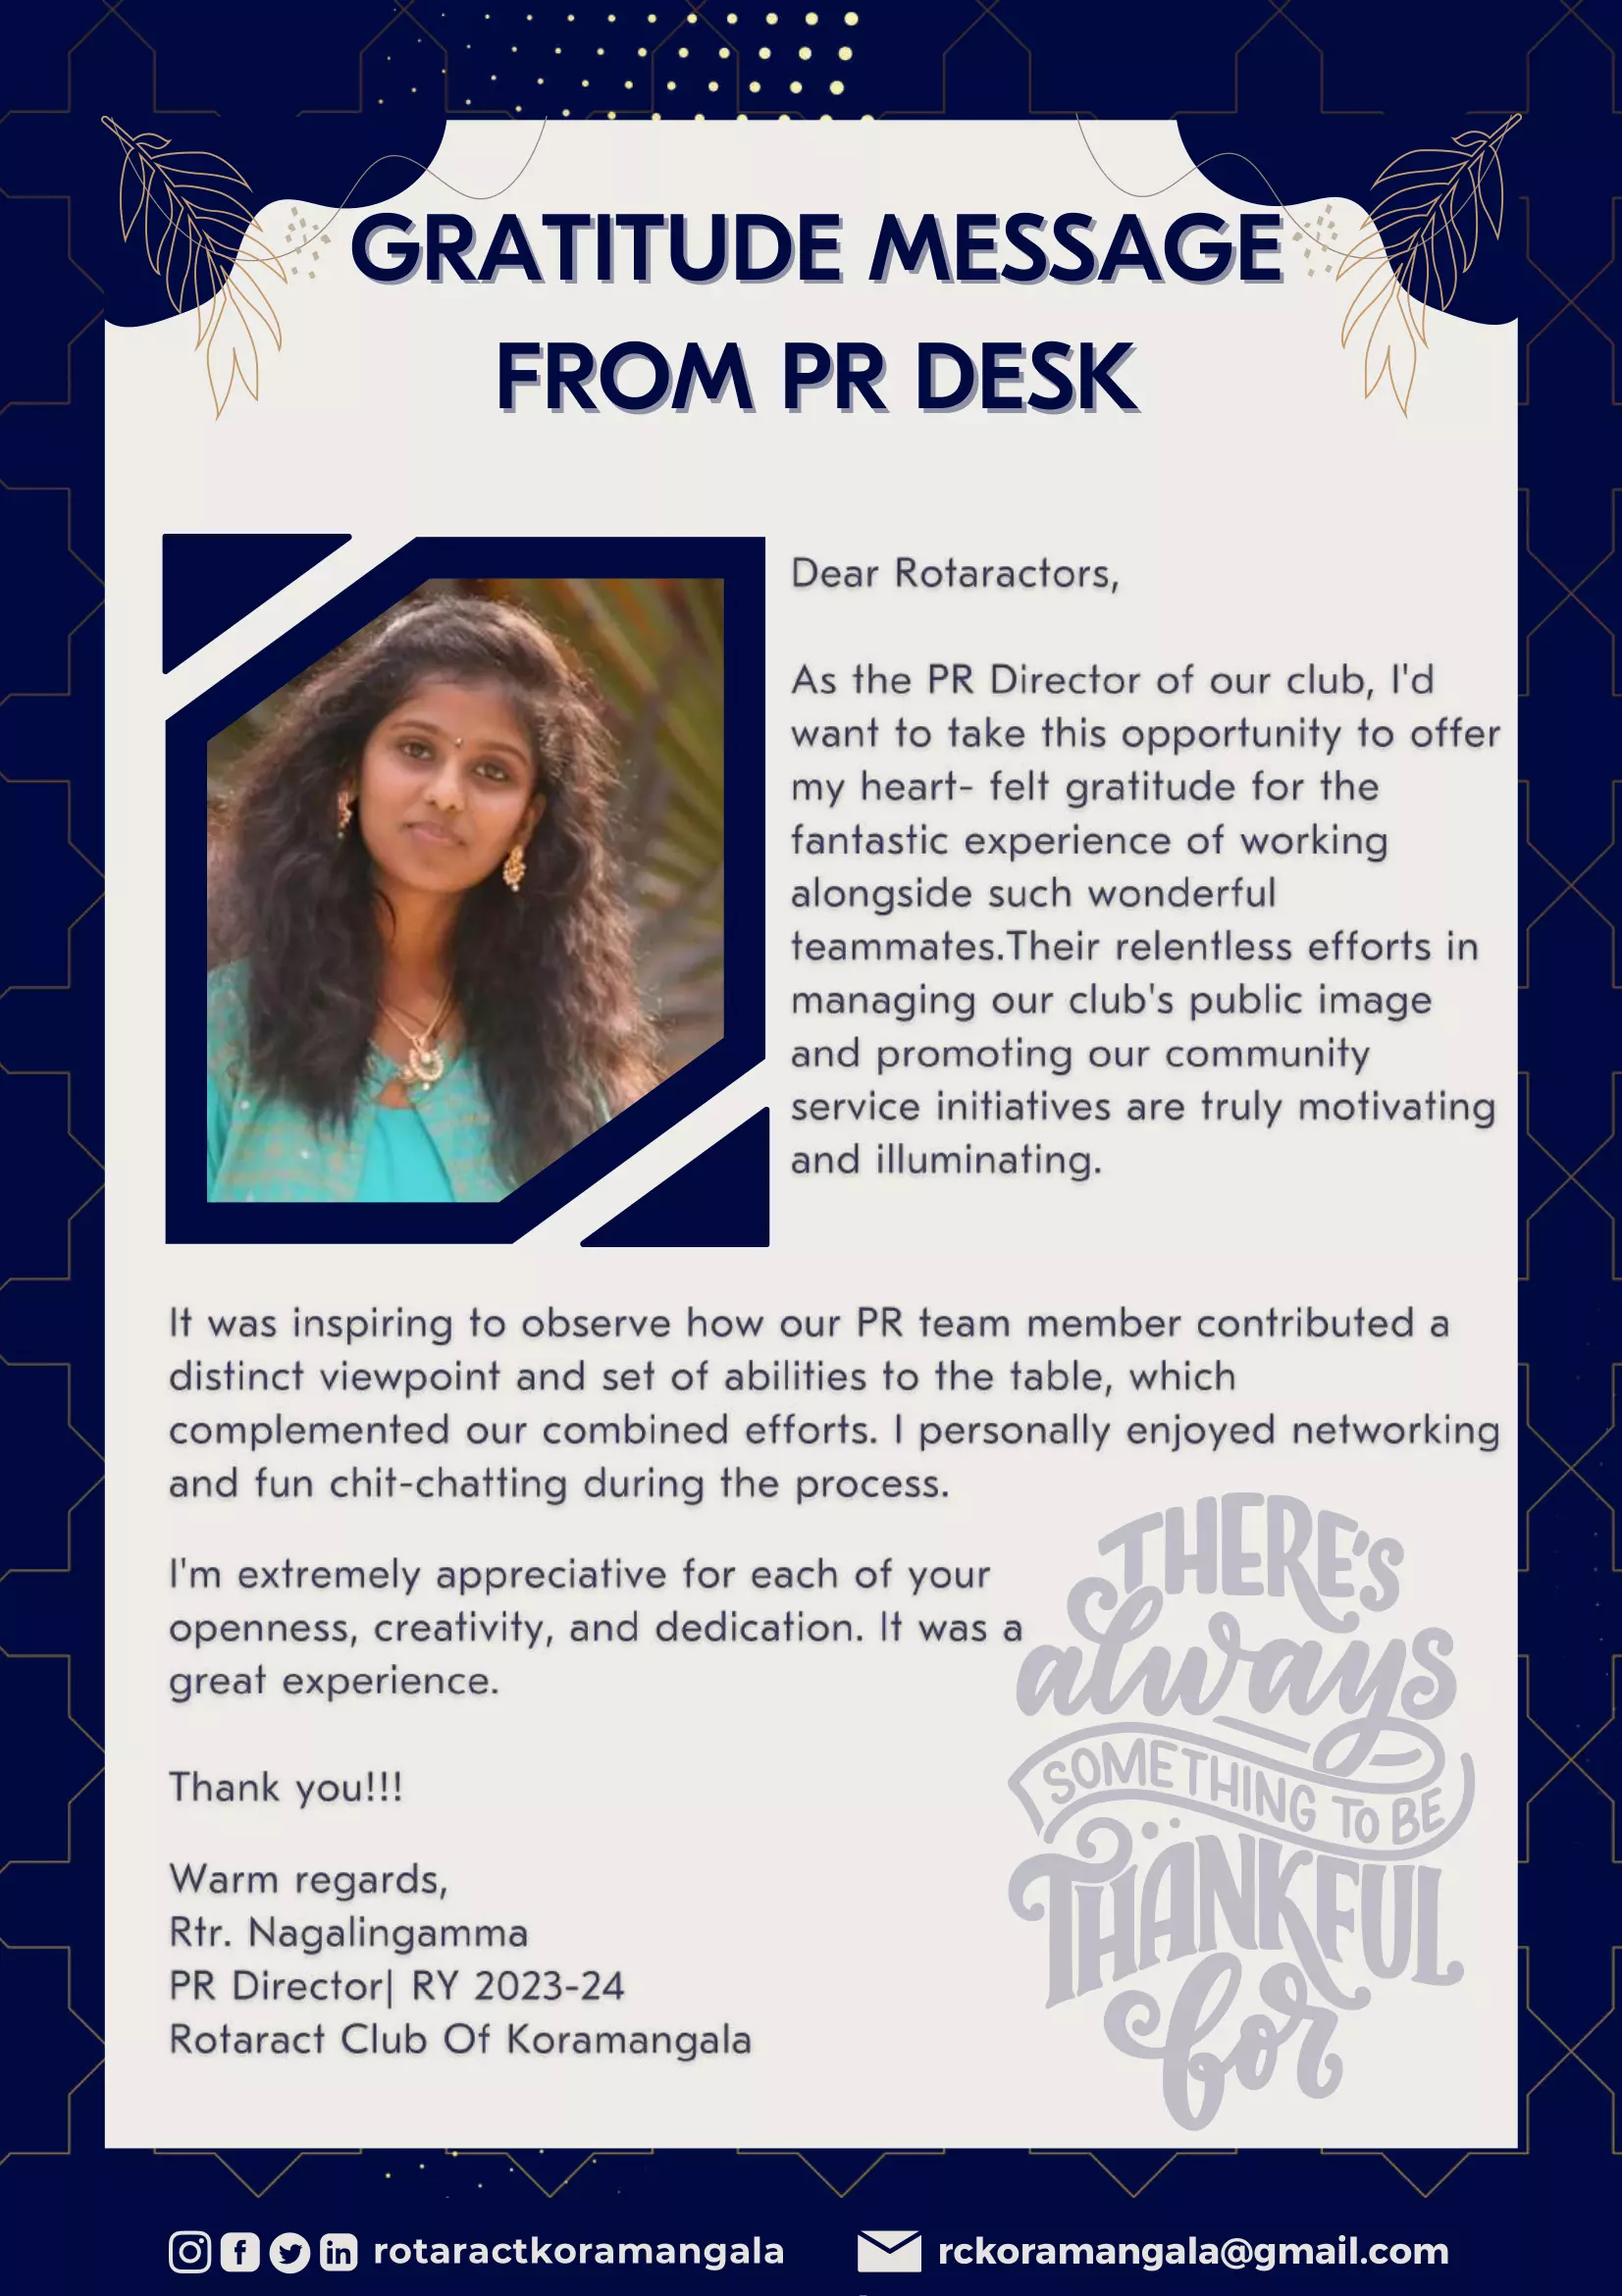 GRATITUDE MESSAGE
FROM PR DESK
Dear Rotaractors,
As the PR Director of our club, I'd
want to take this opportunity to offer
my heart- felt gratitude for the
fantastic experience of working
alongside such wonderful
teammates.Their relentless efforts in
managing our club's public image
and promoting our community
service initiatives are truly motivating
and illuminating.
It was inspiring to observe how our PR team member contributed a
distinct viewpoint and set of abilities to the table, which
complemented our combined efforts. I personally enjoyed networking
and fun chit-chatting during the process.
I'm extremely appreciative for each of your
openness, creativity, and dedication. It was a
great experience.
Thank you!!!
Warm regards,
Rtr. Nagalingamma
PR Director| RY 2023-24
Rotaract Club Of Koramangala
THERE'S
always
SOMETHING TO BE
THANKFUL
for
rotaractkoramangala
rckoramangala@gmail.com